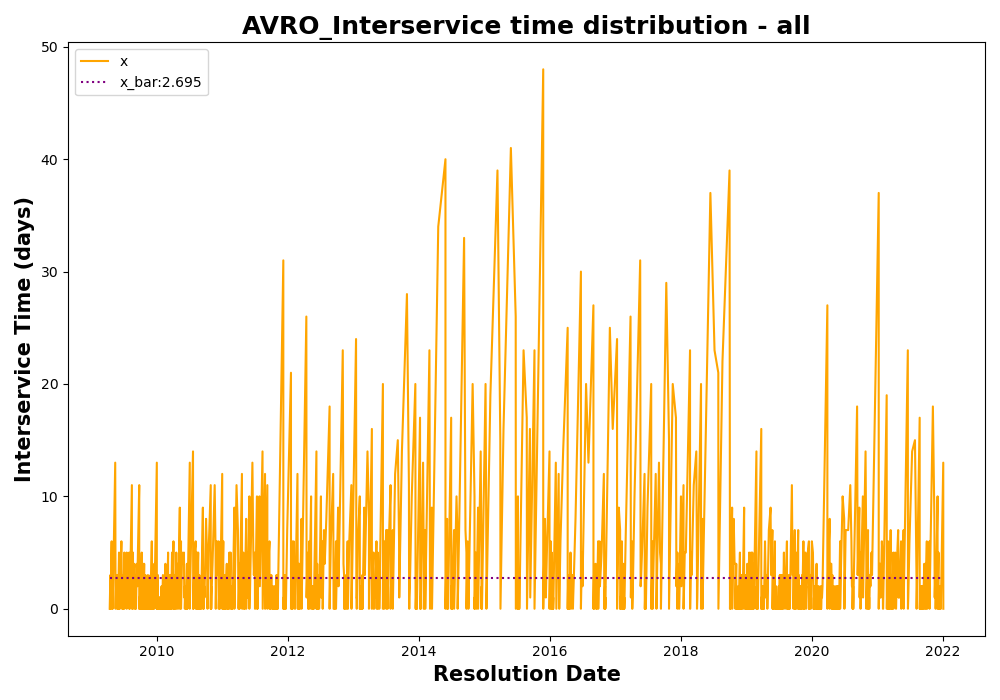 AVRO_Interservice time distribution - all
x
x_bar:2.695
50
40
30
20
10
0
Interservice Time (days)
2010 2012 2014 2016 2018 2020 2022
Resolution Date